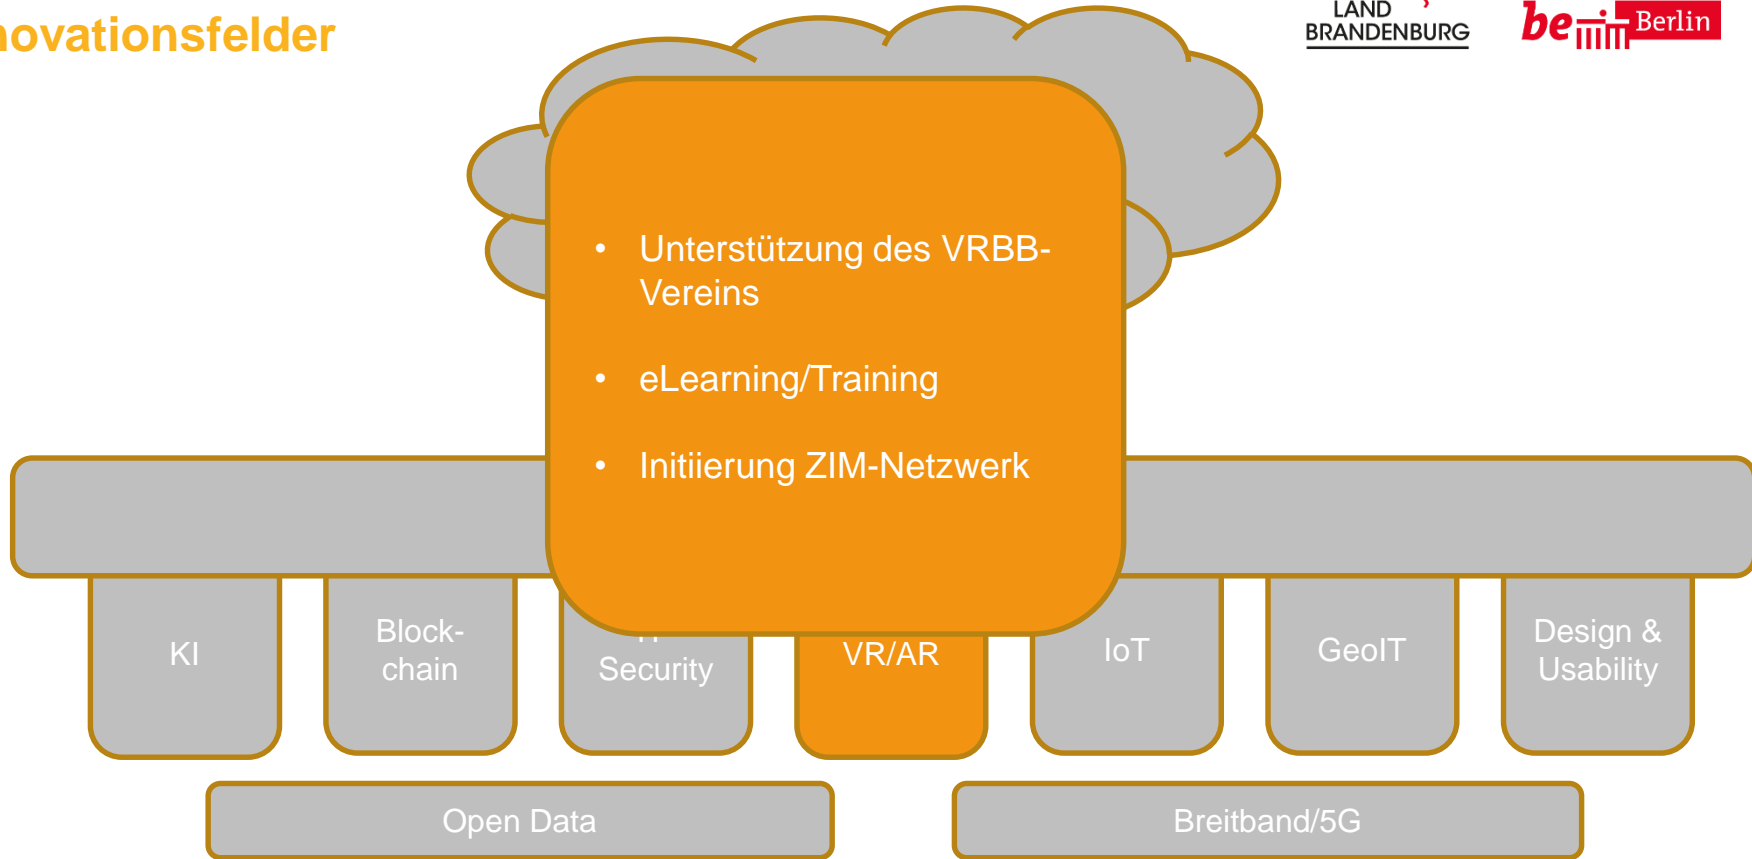 novationsfelder
LAND
BRANDENBURG
be Berlin
• Unterstützung des VRBB-
Vereins
• eLearning/Training
• Initiierung ZIM-Netzwerk
KI
Block-
chain
Security
VR/AR
IoT
GeoIT
Design &
Usability
Open Data
Breitband/5G